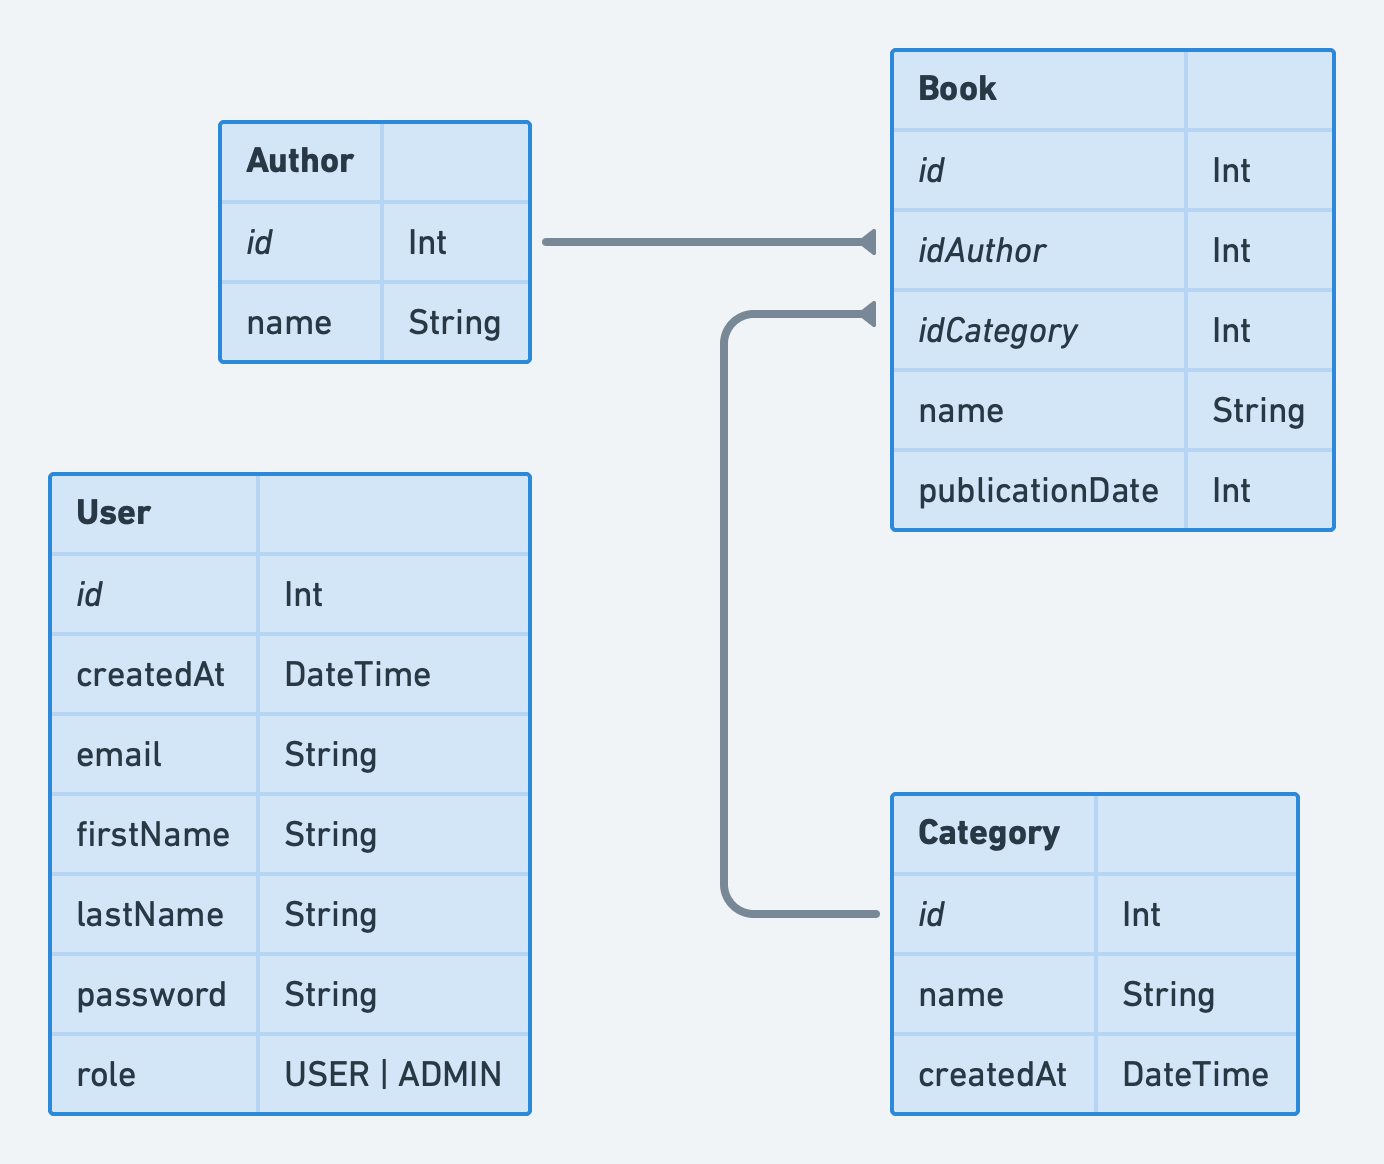 Author
id Int
name String
Book
id Int
idAuthor Int
idCategory Int
name String
publicationDate Int
User
id Int
createdAt DateTime
email String
firstName String
lastName String
password String
role USER | ADMIN
Category
id Int
name String
createdAt DateTime